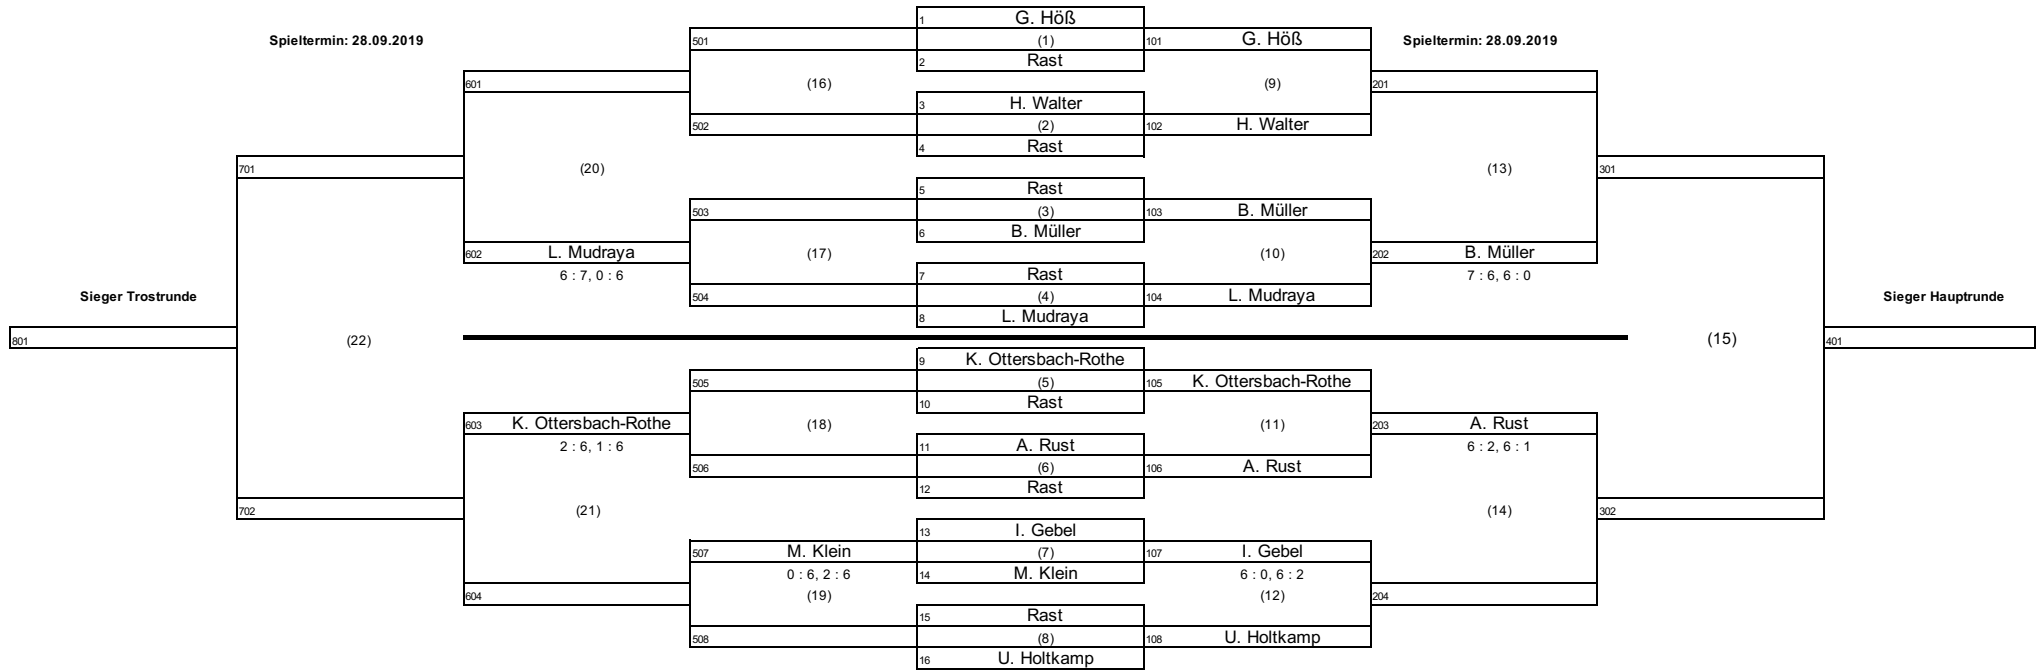 1 G. Höß
Spieltermin: 28.09.2019
501
(1)
101 G. Höß
Spieltermin: 28.09.2019
2 Rast
601
(16)
(9)
201
3 H. Walter
502
(2)
102 H. Walter
4 Rast
701
(20)
(13)
301
5 Rast
503
(3)
103 B. Müller
6 B. Müller
602 L. Mudraya
(17)
(10)
202 B. Müller
6 : 7, 0 : 6
7 Rast
7 : 6, 6 : 0
Sieger Trostrunde
504
(4)
104 L. Mudraya
Sieger Hauptrunde
8 L. Mudraya
801
(22)
(15)
401
9 K. Ottersbach-Rothe
505
(5)
105 K. Ottersbach-Rothe
10 Rast
603 K. Ottersbach-Rothe
(18)
(11)
203 A. Rust
2 : 6, 1 : 6
11 A. Rust
6 : 2, 6 : 1
506
(6)
106 A. Rust
12 Rast
702
(21)
(14)
302
13 I. Gebel
507 M. Klein
(7)
107 I. Gebel
0 : 6, 2 : 6
14 M. Klein
6 : 0, 6 : 2
604
(19)
(12)
204
15 Rast
508
(8)
108 U. Holtkamp
16 U. Holtkamp